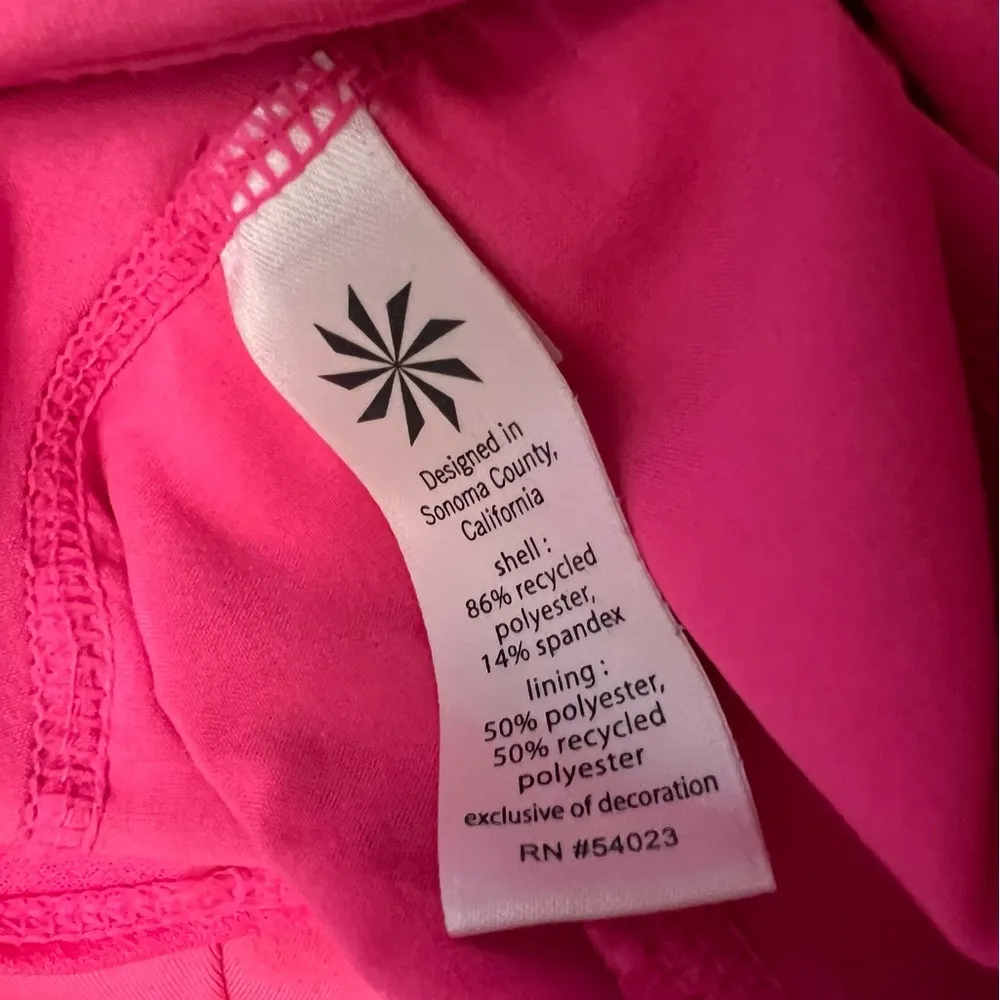 Designed in
Sonoma County,
California
shell :
86% recycled
polyester,
14% spandex
lining :
50% polyester,
50% recycled
polyester
exclusive of decoration
RN #54023